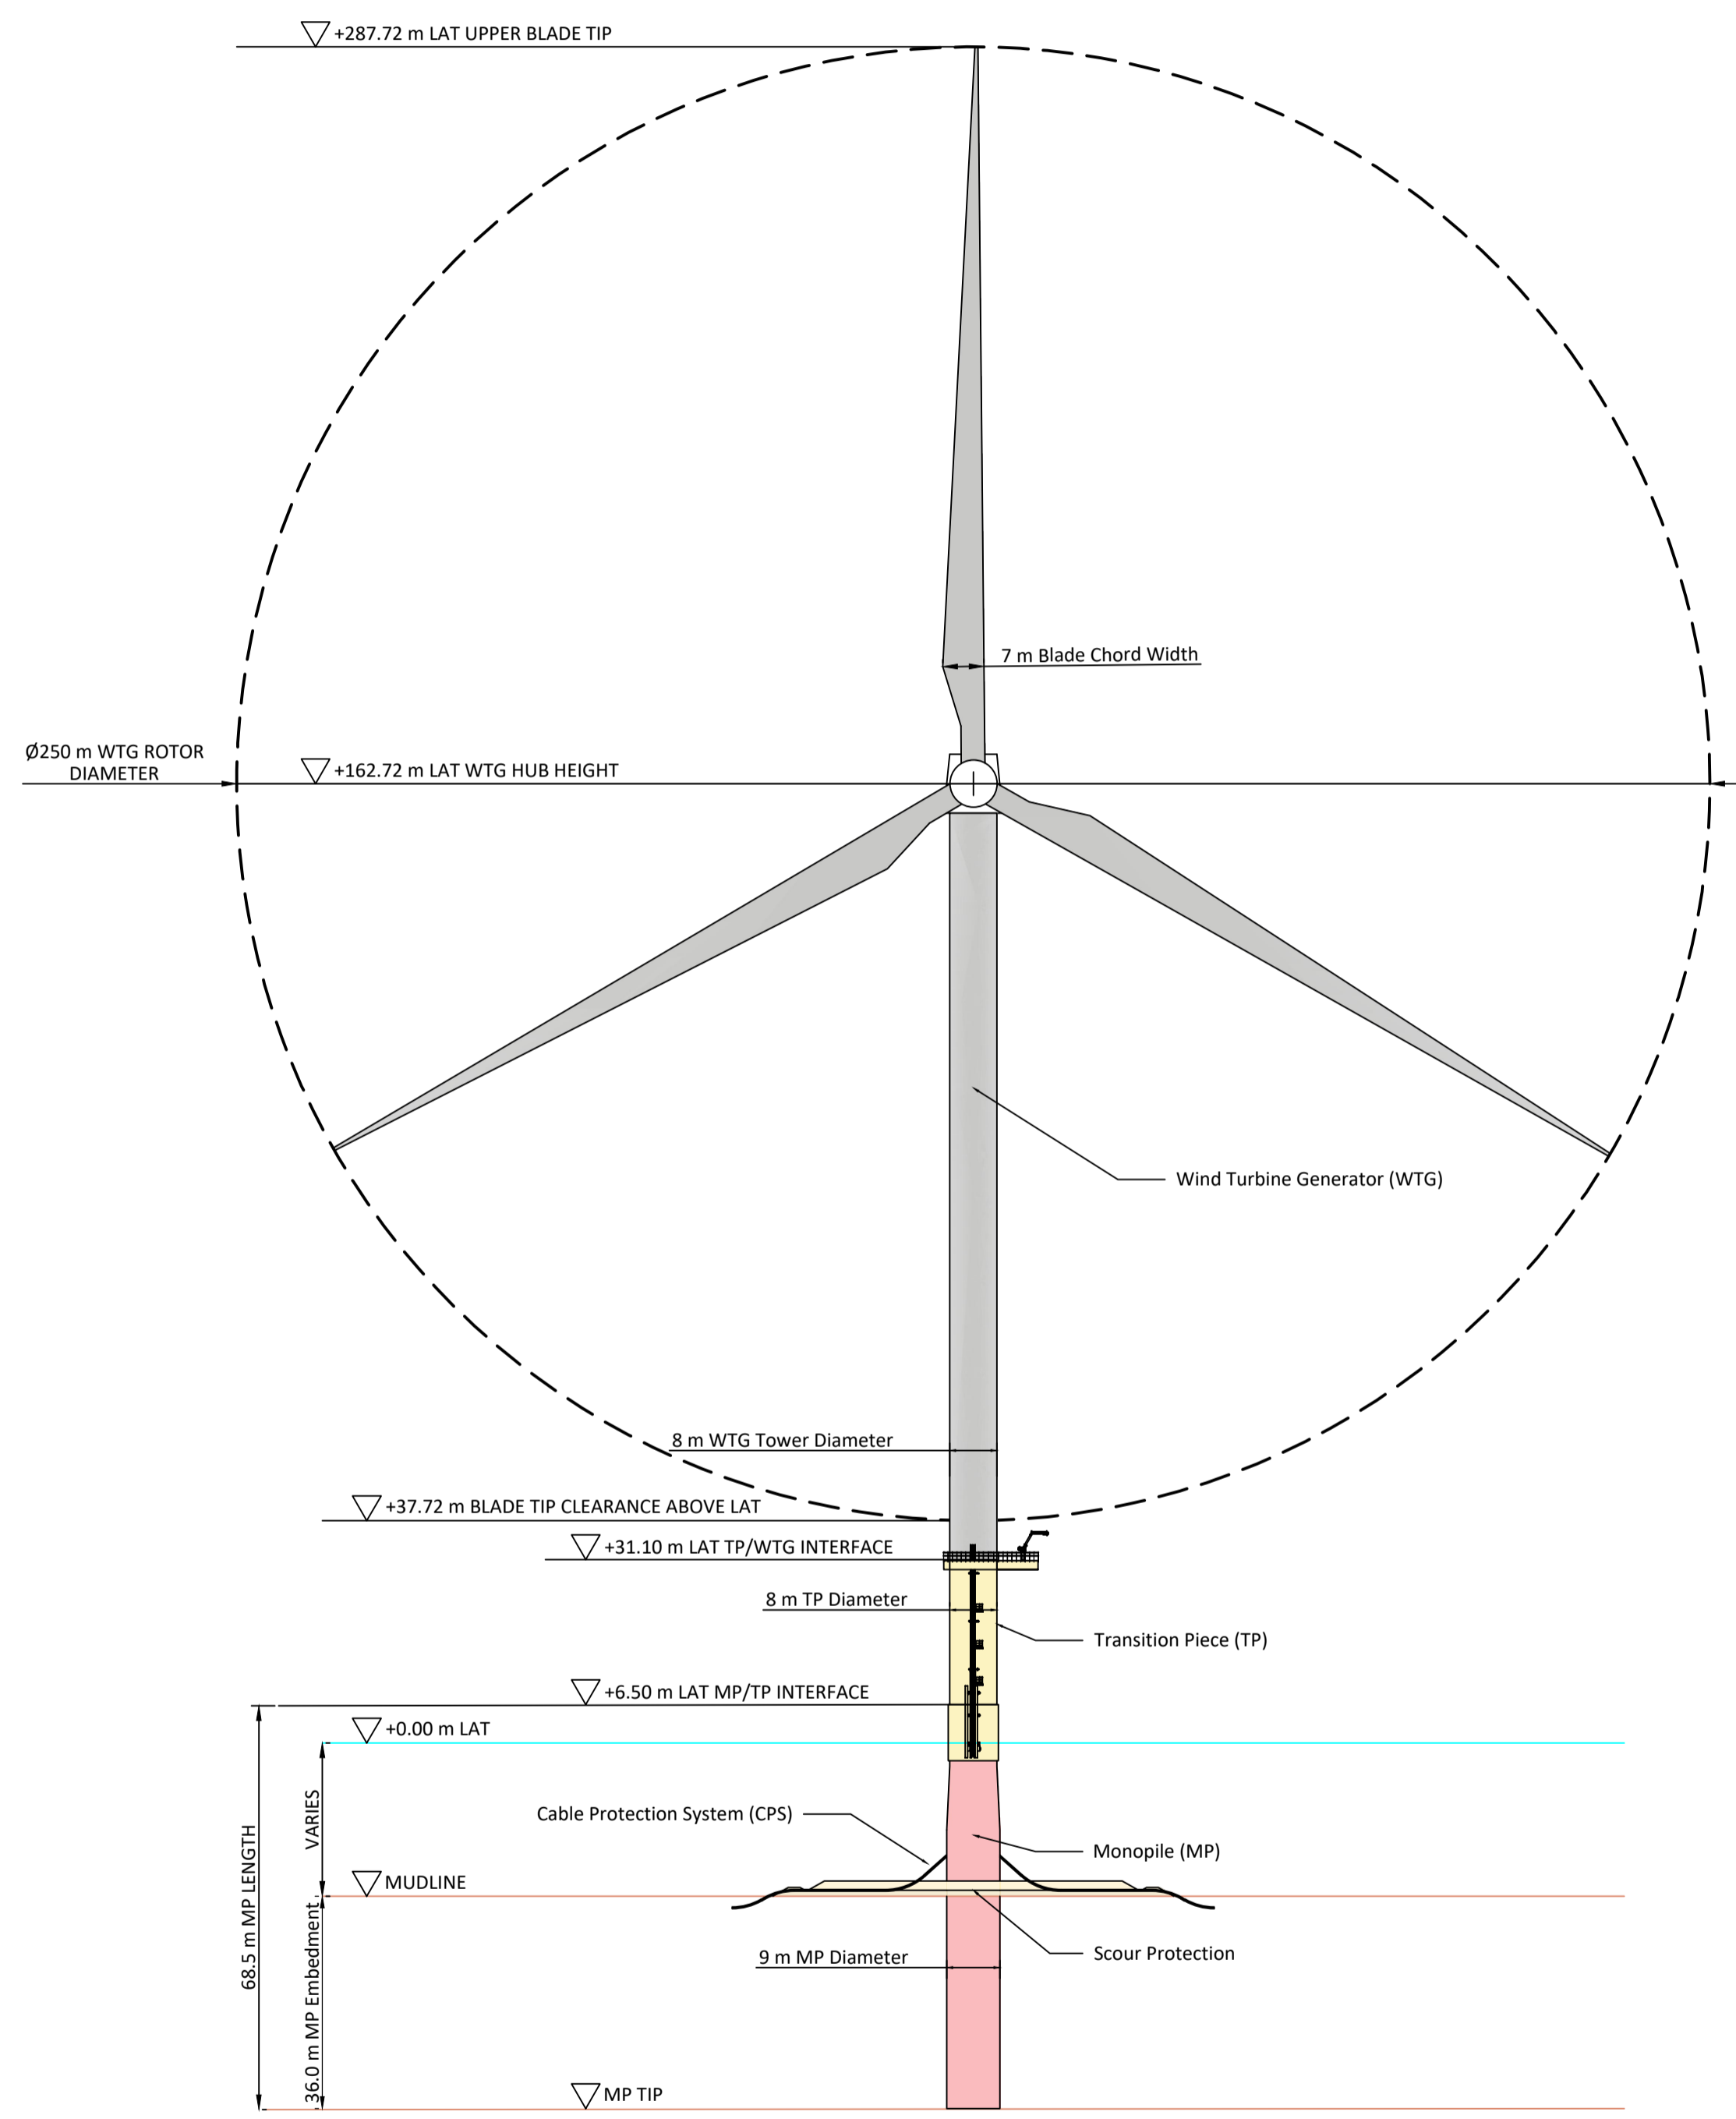 +287.72 m LAT UPPER BLADE TIP
7 m Blade Chord Width
Ø250 m WTG ROTOR
DIAMETER
+162.72 m LAT WTG HUB HEIGHT
Wind Turbine Generator (WTG)
8 m WTG Tower Diameter
+37.72 m BLADE TIP CLEARANCE ABOVE LAT
+31.10 m LAT TP/WTG INTERFACE
8 m TP Diameter
Transition Piece (TP)
+6.50 m LAT MP/TP INTERFACE
+0.00 m LAT
VARIES
Cable Protection System (CPS)
Monopile (MP)
68.5 m MP LENGTH
MUDLINE
36.0 m MP Embedment
Scour Protection
9 m MP Diameter
MP TIP